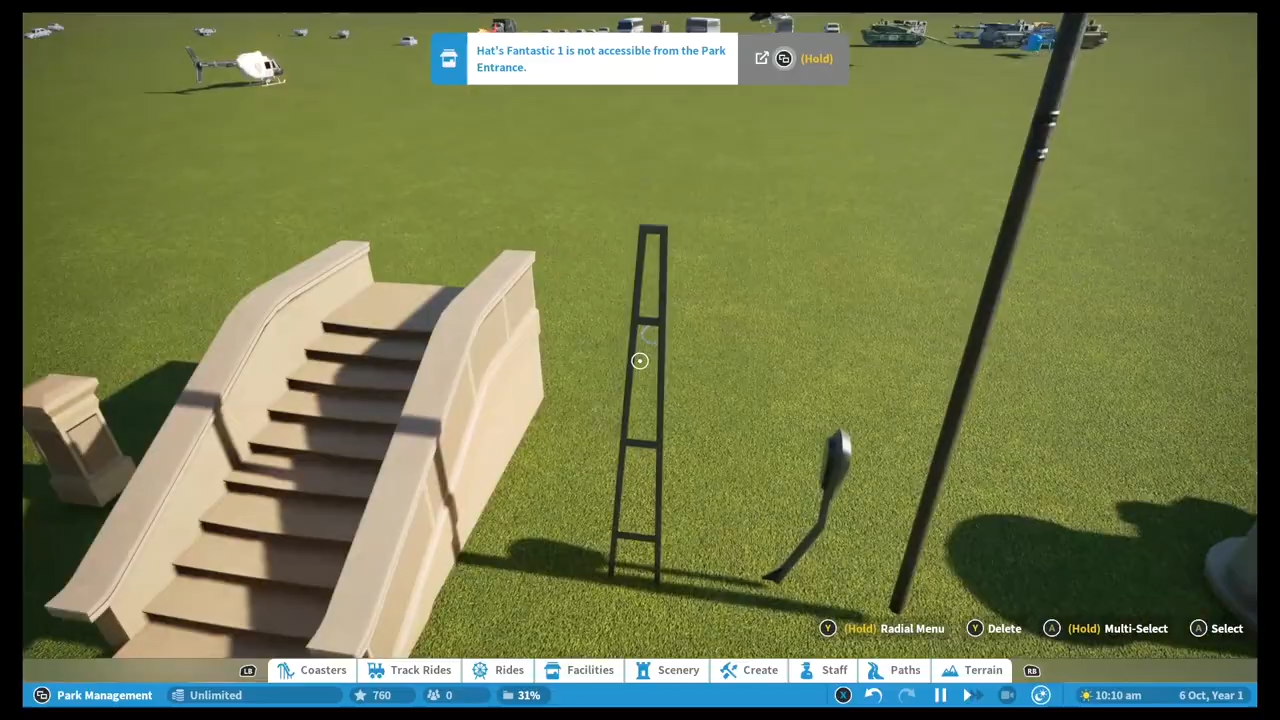 Hat's Fantastic 1 is not accessible from the Park
Entrance.
(Hold)
Y (Hold) Radial Menu Y Delete A (Hold) Multi-Select A Select
LB Coasters Track Rides Rides Facilities Scenery Create Staff Paths Terrain RB
Park Management Unlimited 760 0 31% X 10:10 am 6 Oct, Year 1